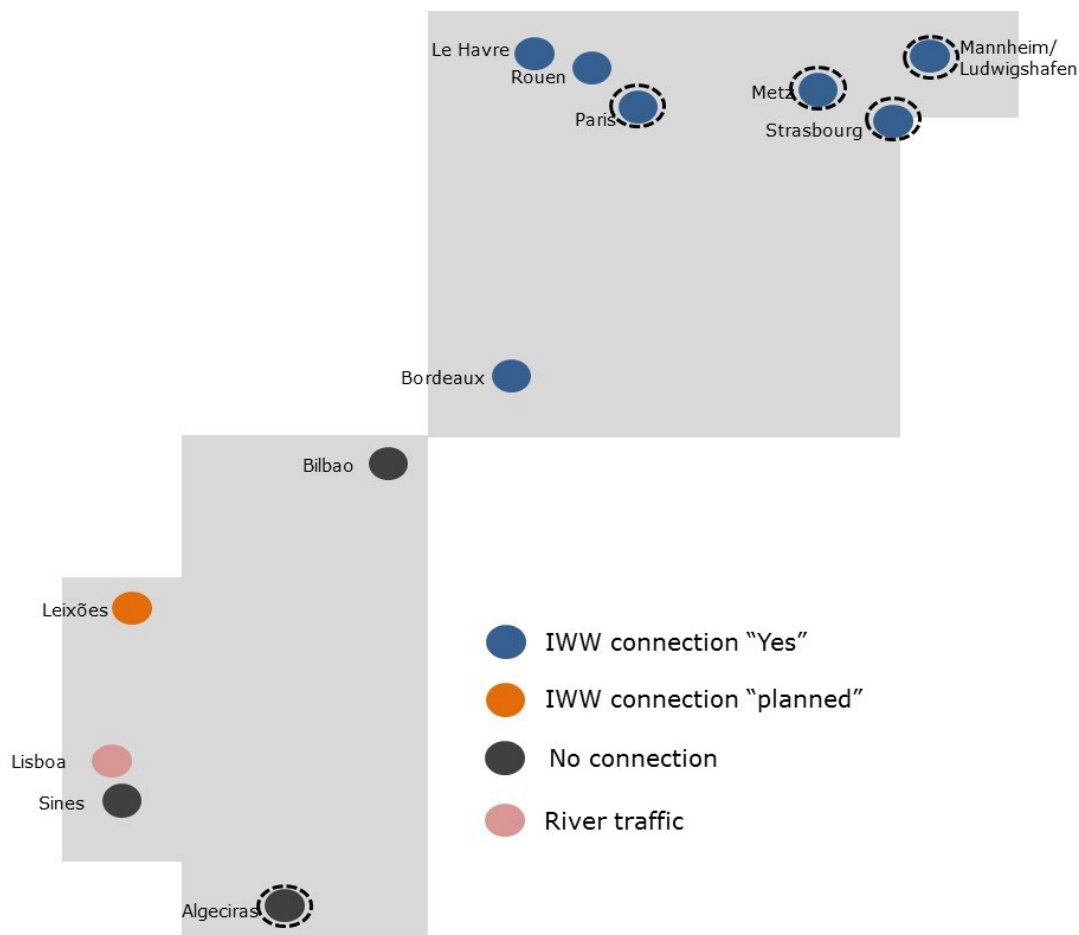 Le Havre
Rouen
Paris
Metz
Strasbourg
Mannheim/
Ludwigshafen
Bordeaux
Bilbao
Leixões
Lisboa
Sines
Algeciras
IWW connection “Yes”
IWW connection “planned”
No connection
River traffic